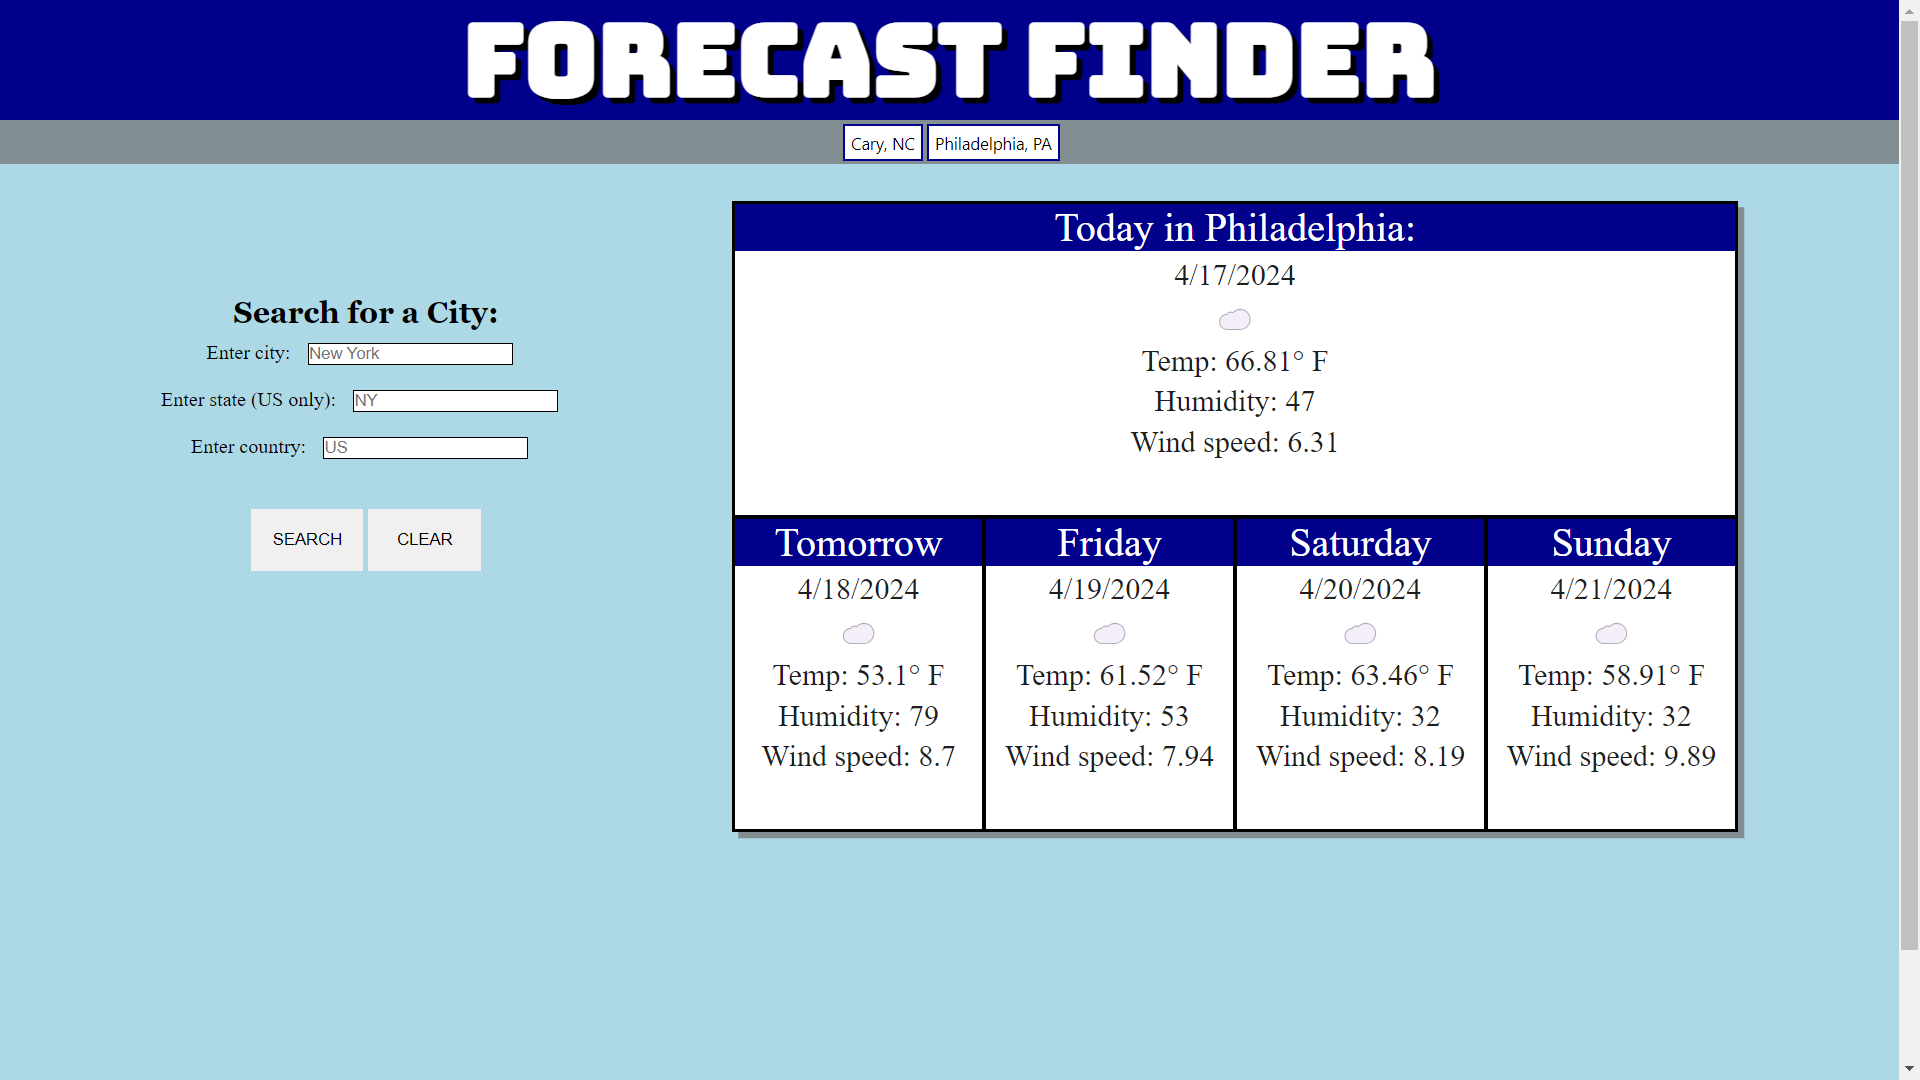 FORECAST FINDER
Cary, NC
Philadelphia, PA
Search for a City:
Enter city: New York
Enter state (US only): NY
Enter country: US
SEARCH
CLEAR
Today in Philadelphia:
4/17/2024
Temp: 66.81° F
Humidity: 47
Wind speed: 6.31
Tomorrow
4/18/2024
Temp: 53.1° F
Humidity: 79
Wind speed: 8.7
Friday
4/19/2024
Temp: 61.52° F
Humidity: 53
Wind speed: 7.94
Saturday
4/20/2024
Temp: 63.46° F
Humidity: 32
Wind speed: 8.19
Sunday
4/21/2024
Temp: 58.91° F
Humidity: 32
Wind speed: 9.89